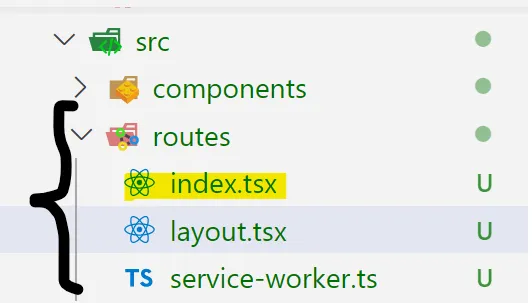 src
components
routes
index.tsx U
layout.tsx U
TS service-worker.ts U